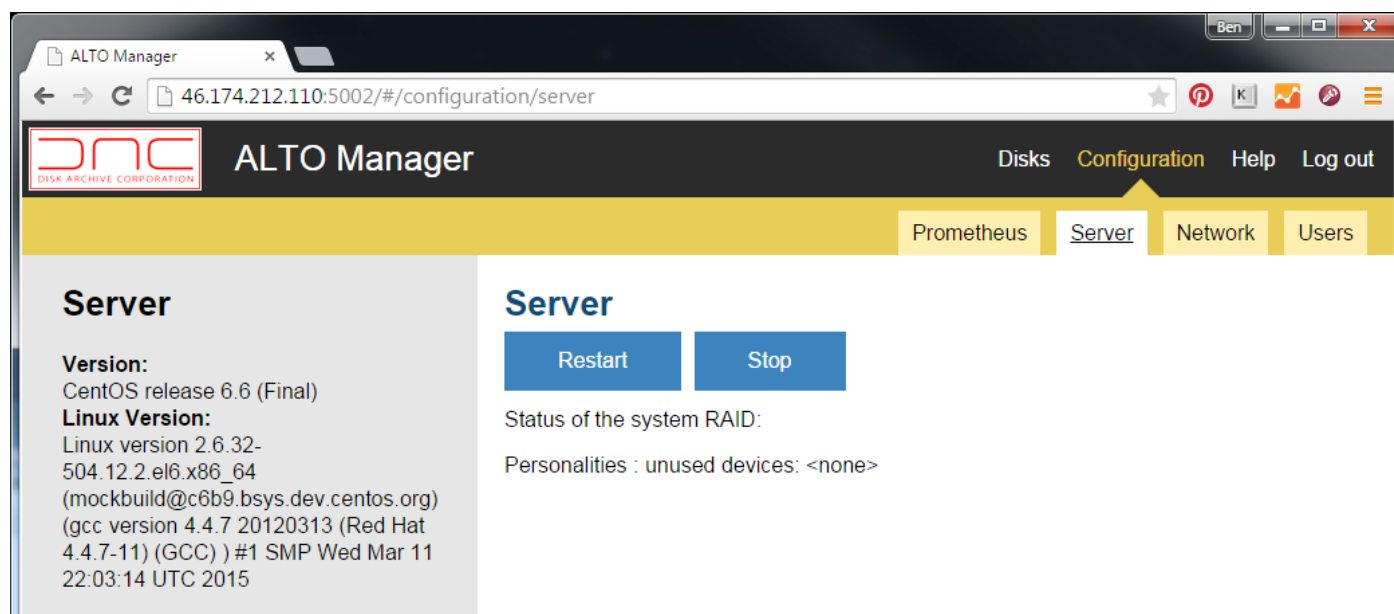 Ben
ALTO Manager
46.174.212.110:5002/#/configuration/server
DISK ARCHIVE CORPORATION
ALTO Manager
Disks Configuration Help Log out
Prometheus Server Network Users
Server
Version:
CentOS release 6.6 (Final)
Linux Version:
Linux version 2.6.32-
504.12.2.el6.x86_64
(mockbuild@c6b9.bsys.dev.centos.org)
(gcc version 4.4.7 20120313 (Red Hat
4.4.7-11) (GCC) ) #1 SMP Wed Mar 11
22:03:14 UTC 2015
Server
Restart Stop
Status of the system RAID:
Personalities : unused devices: <none>